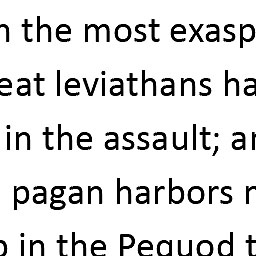 n the most exasp
eat leviathans ha
in the assault; ar
pagan harbors r
p in the Pequod t